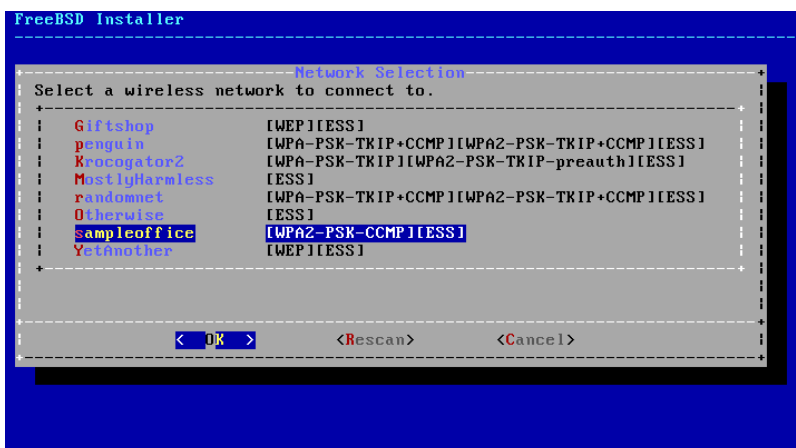 FreeBSD Installer
Network Selection
Select a wireless network to connect to.
Giftshop [WEP][ESS]
penguin [WPA-PSK-TKIP+CCMP][WPA2-PSK-TKIP+CCMP][ESS]
Krocogator2 [WPA-PSK-TKIP][WPA2-PSK-TKIP-preauth][ESS]
MostlyHarmless [ESS]
randomnet [WPA-PSK-TKIP+CCMP][WPA2-PSK-TKIP+CCMP][ESS]
Otherwise [ESS]
sampleoffice [WPA2-PSK-CCMP][ESS]
YetAnother [WEP][ESS]
< OK > <Rescan> <Cancel>